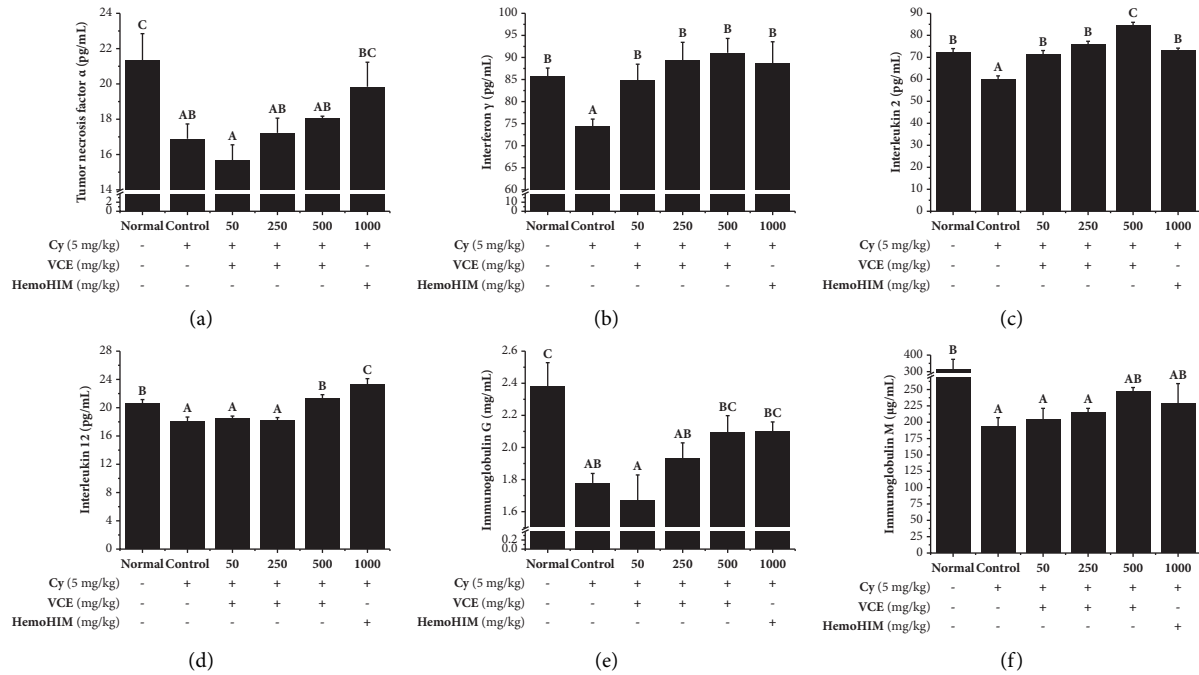 Tumor necrosis factor α (pg/mL)
24
22
20
18
16
14
2
0
C
AB
A
AB
AB
BC
Normal Control 50 250 500 1000
Cy (5 mg/kg) - + + + + +
VCE (mg/kg) - - + + + -
HemoHIM (mg/kg) - - - - - +
(a)
Interferon γ (pg/mL)
100
95
90
85
80
75
70
65
60
10
0
B
A
B
B
B
B
Normal Control 50 250 500 1000
Cy (5 mg/kg) - + + + + +
VCE (mg/kg) - - + + + -
HemoHIM (mg/kg) - - - - - +
(b)
Interleukin 2 (pg/mL)
90
80
70
60
50
40
30
20
10
0
B
A
B
B
C
B
Normal Control 50 250 500 1000
Cy (5 mg/kg) - + + + + +
VCE (mg/kg) - - + + + -
HemoHIM (mg/kg) - - - - - +
(c)
Interleukin 12 (pg/mL)
28
24
20
16
12
8
4
0
B
A
A
A
B
C
Normal Control 50 250 500 1000
Cy (5 mg/kg) - + + + + +
VCE (mg/kg) - - + + + -
HemoHIM (mg/kg) - - - - - +
(d)
Immunoglobulin G (mg/mL)
2.6
2.4
2.2
2.0
1.8
1.6
0.2
0.0
C
AB
A
AB
BC
BC
Normal Control 50 250 500 1000
Cy (5 mg/kg) - + + + + +
VCE (mg/kg) - - + + + -
HemoHIM (mg/kg) - - - - - +
(e)
Immunoglobulin M (μg/mL)
400
300
250
225
200
175
150
125
100
75
50
25
0
B
A
A
A
AB
AB
Normal Control 50 250 500 1000
Cy (5 mg/kg) - + + + + +
VCE (mg/kg) - - + + + -
HemoHIM (mg/kg) - - - - - +
(f)